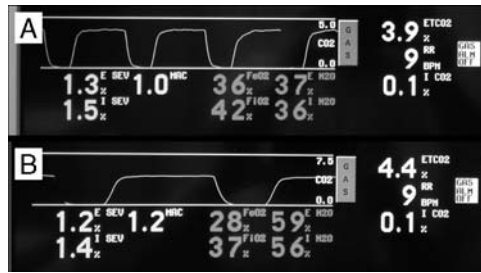 A
5.0
CO2
0.0
GAS
3.9 % ETCO2
9 RR BPM
0.1 % I CO2
GAS ALM OFF
1.3 % E SEV 1.0 MAC 36 % FeO2 37 % E N2O
1.5 % I SEV 42 % FiO2 36 % I N2O
B
7.5
CO2
0.0
GAS
4.4 % ETCO2
9 RR BPM
0.1 % I CO2
GAS ALM OFF
1.2 % E SEV 1.2 MAC 28 % FeO2 59 % E N2O
1.4 % I SEV 37 % FiO2 56 % I N2O